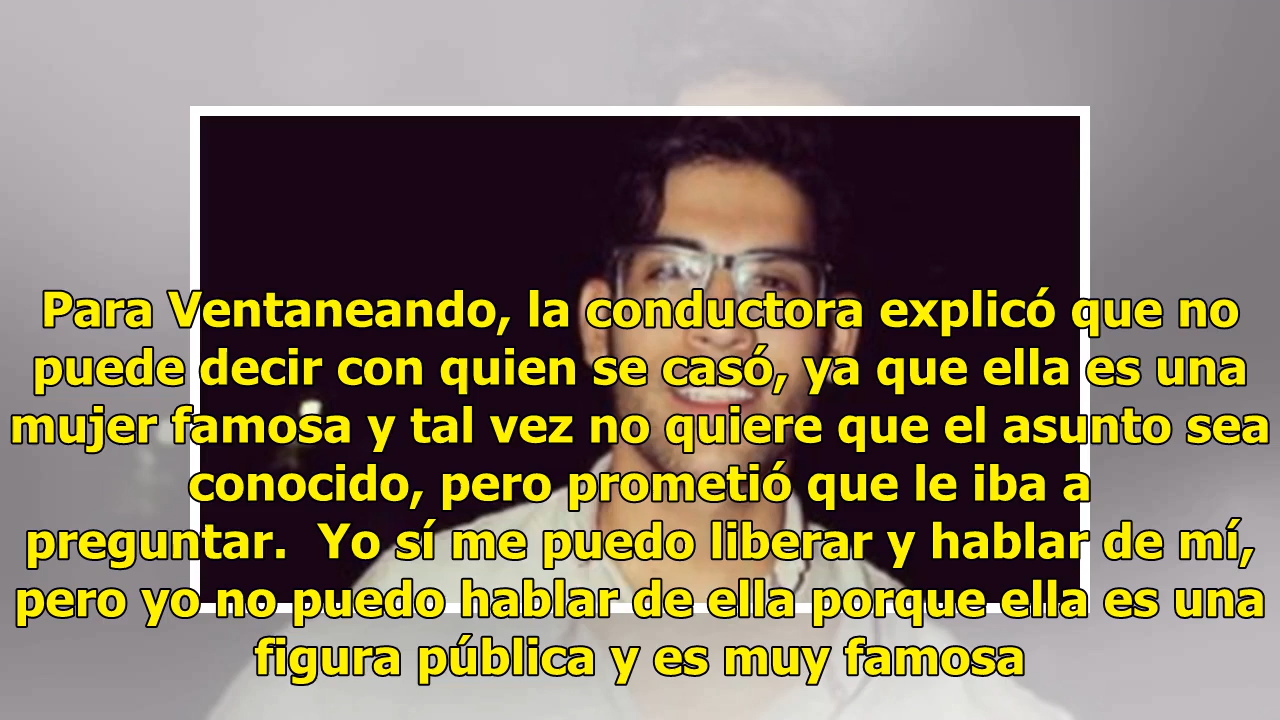 Para Ventaneando, la conductora explicó que no
puede decir con quien se casó, ya que ella es una
mujer famosa y tal vez no quiere que el asunto sea
conocido, pero prometió que le iba a
preguntar.  Yo sí me puedo liberar y hablar de mí,
pero yo no puedo hablar de ella porque ella es una
figura pública y es muy famosa